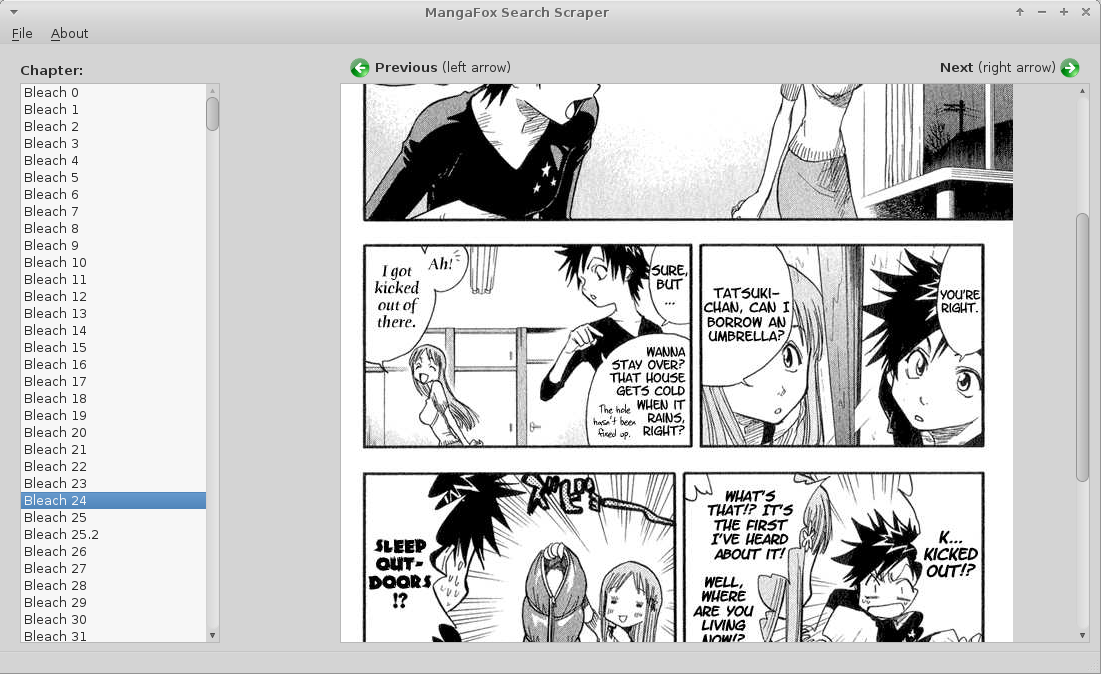 MangaFox Search Scraper
File About
Chapter:
Bleach 0
Bleach 1
Bleach 2
Bleach 3
Bleach 4
Bleach 5
Bleach 6
Bleach 7
Bleach 8
Bleach 9
Bleach 10
Bleach 11
Bleach 12
Bleach 13
Bleach 14
Bleach 15
Bleach 16
Bleach 17
Bleach 18
Bleach 19
Bleach 20
Bleach 21
Bleach 22
Bleach 23
Bleach 24
Bleach 25
Bleach 25.2
Bleach 26
Bleach 27
Bleach 28
Bleach 29
Bleach 30
Bleach 31
Previous (left arrow)
Next (right arrow)
Ah!
I got
kicked
out of
there.
SURE,
BUT
...
WANNA
STAY OVER?
THAT HOUSE
GETS COLD
WHEN IT
RAINS,
RIGHT?
The hole
hasn't been
fixed up.
TATSUKI-
CHAN, CAN I
BORROW AN
UMBRELLA?
YOU'RE
RIGHT.
SLEEP
OUT-
DOORS
!?
WHAT'S
THAT!? IT'S
THE FIRST
I'VE HEARD
ABOUT IT!
WELL,
WHERE
ARE YOU
LIVING
NOW!?
K...
KICKED
OUT!?